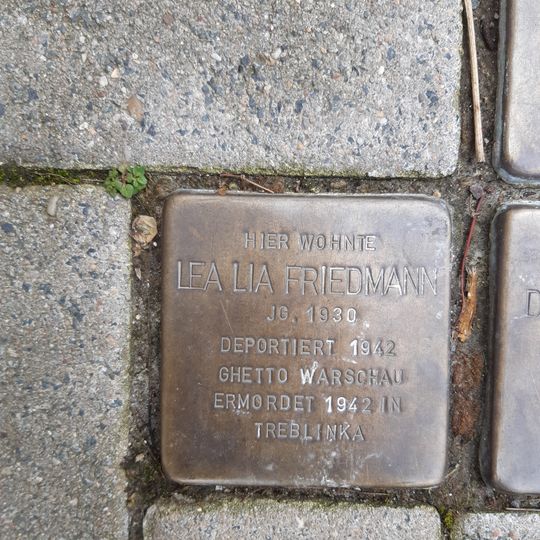 HIER WOHNTE
LEA LIA FRIEDMANN
JG. 1930
DEPORTIERT 1942
GHETTO WARSCHAU
ERMORDET 1942 IN
TREBLINKA